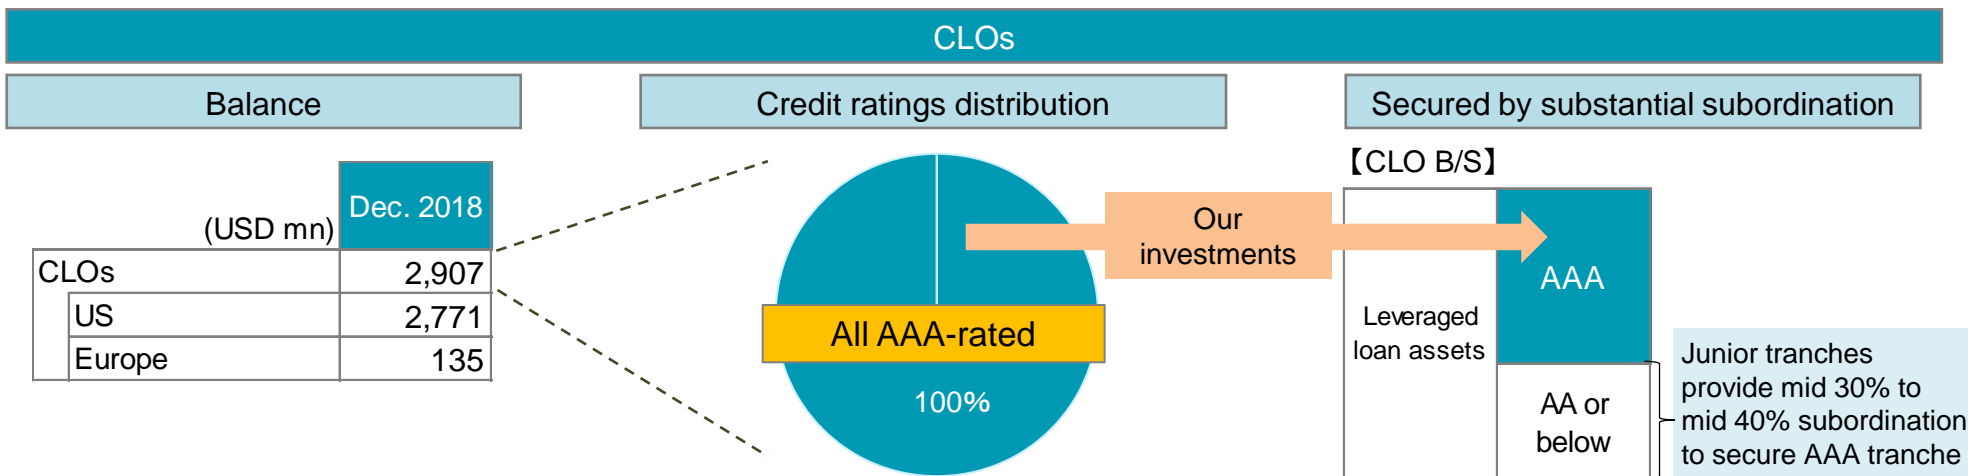 CLOs
Balance
Credit ratings distribution
Secured by substantial subordination
(USD mn)
Dec. 2018
CLOs 2,907
US 2,771
Europe 135
All AAA-rated
100%
Our
investments
【CLO B/S】
Leveraged
loan assets
AAA
AA or
below
Junior tranches
provide mid 30% to
mid 40% subordination
to secure AAA tranche